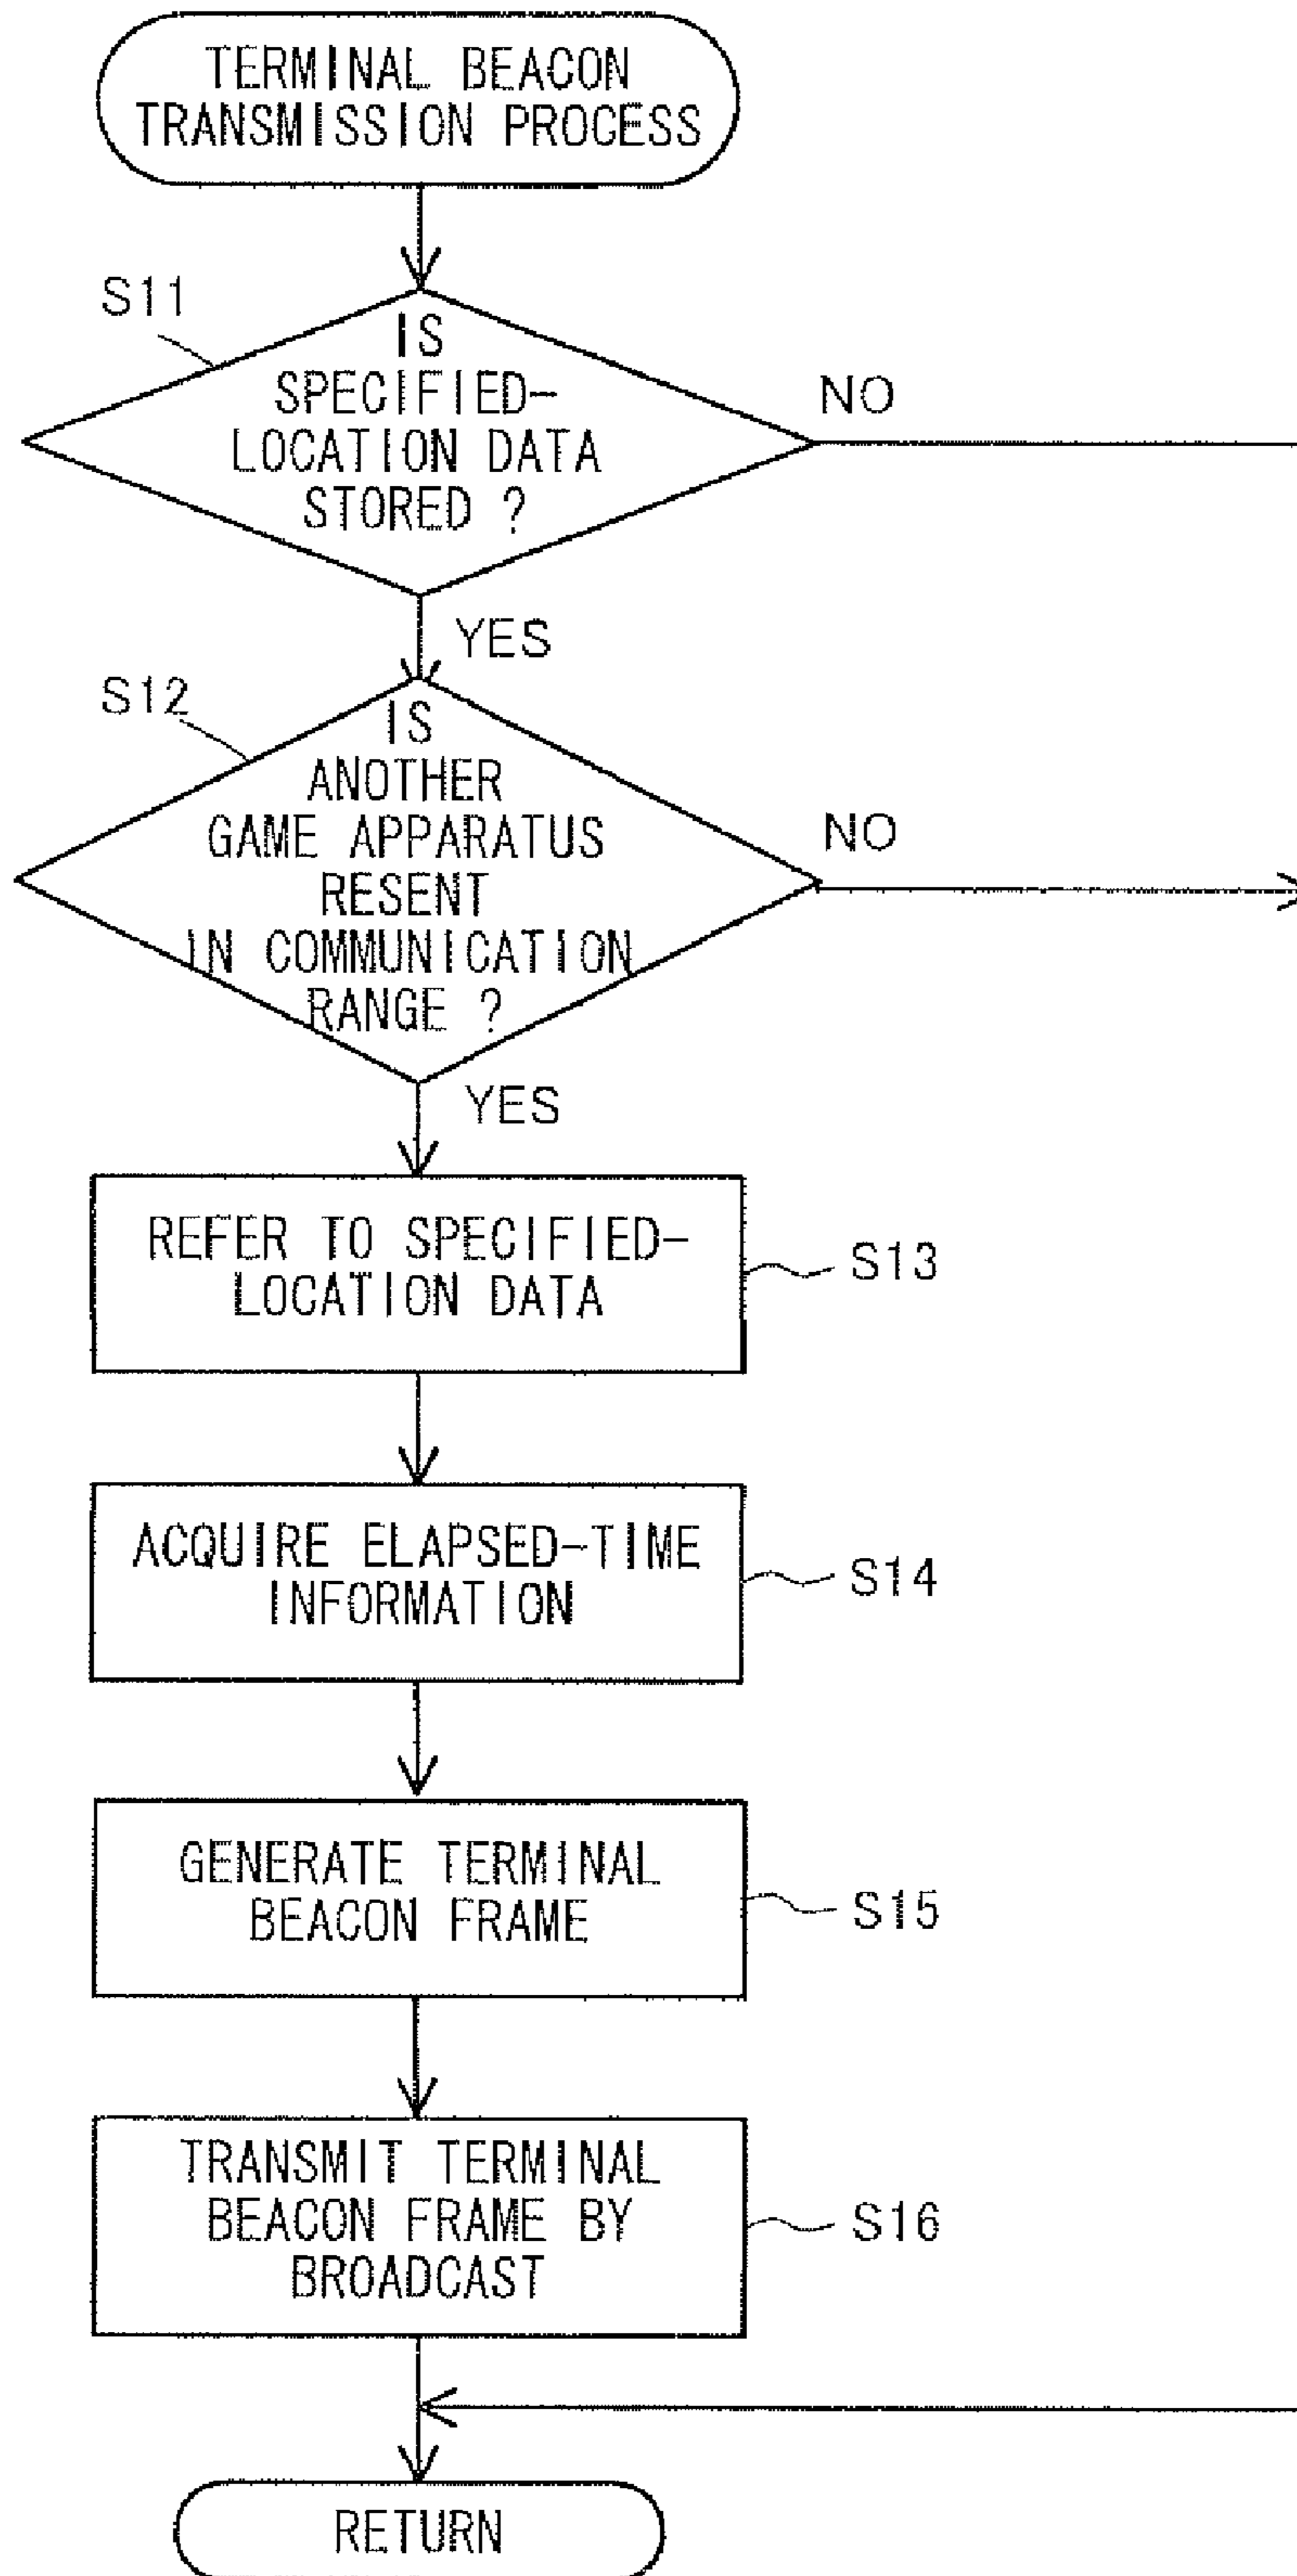 TERMINAL BEACON
TRANSMISSION PROCESS
S11
IS
SPECIFIED-
LOCATION DATA
STORED ?
NO
YES
S12
IS
ANOTHER
GAME APPARATUS
RESENT
IN COMMUNICATION
RANGE ?
NO
YES
REFER TO SPECIFIED-
LOCATION DATA
S13
ACQUIRE ELAPSED-TIME
INFORMATION
S14
GENERATE TERMINAL
BEACON FRAME
S15
TRANSMIT TERMINAL
BEACON FRAME BY
BROADCAST
S16
RETURN